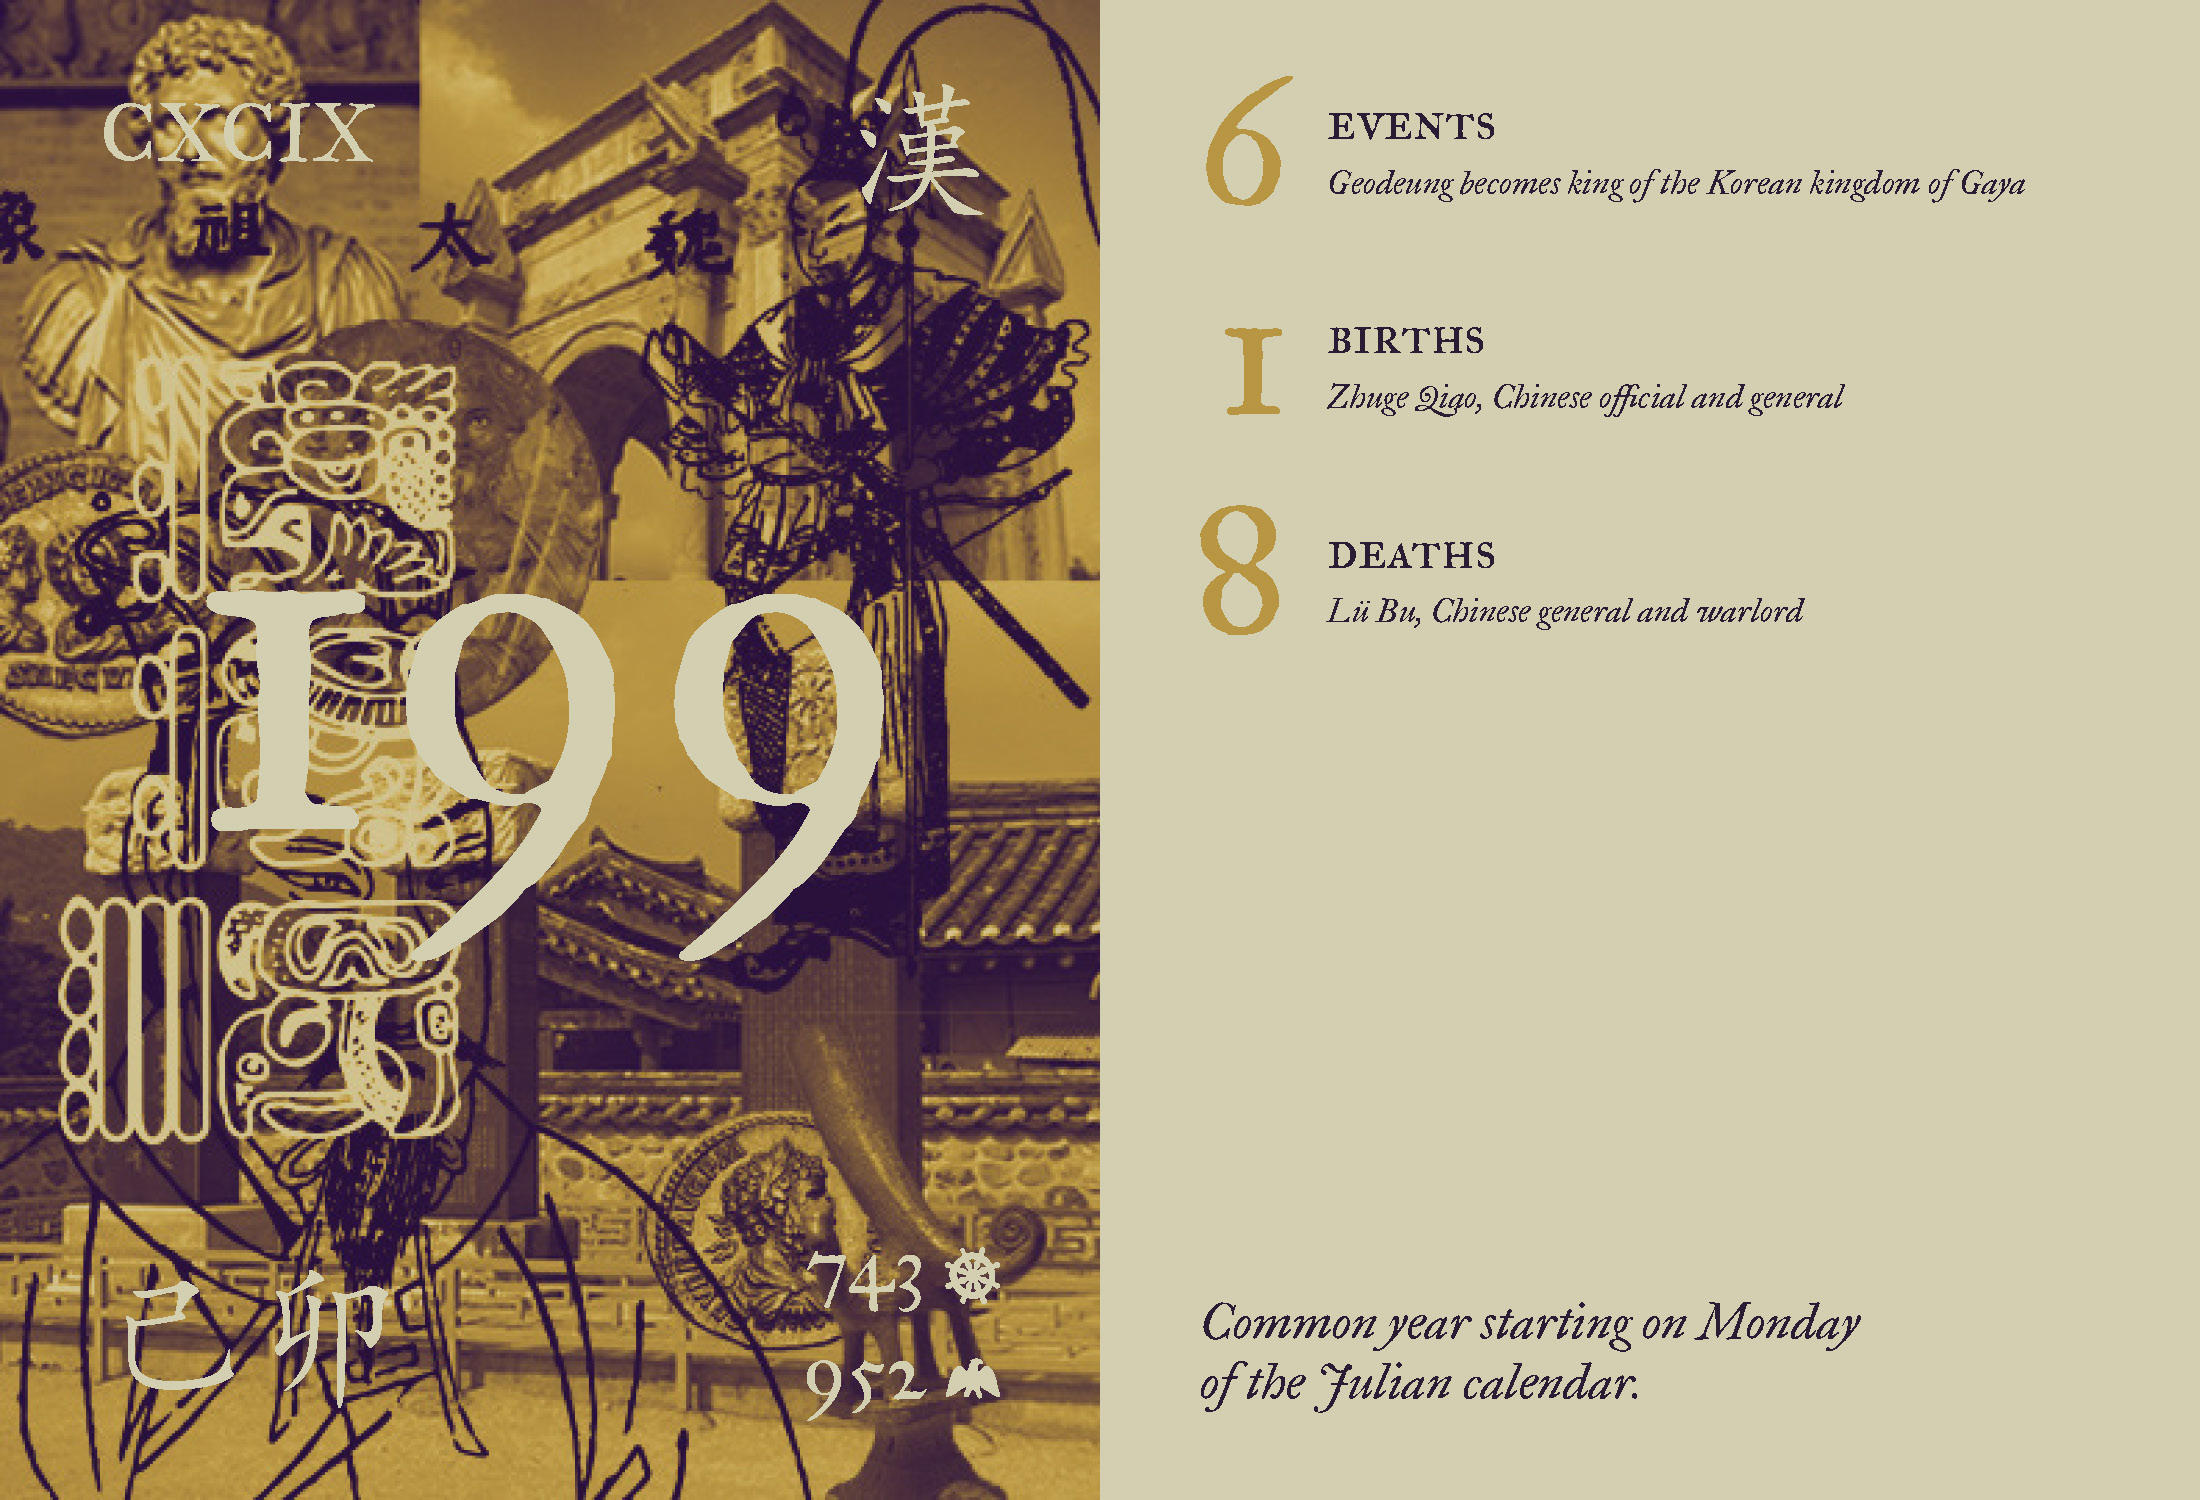 CXCIX
漢
祖 太 魏
199
己卯
743
952
6
EVENTS
Geodeung becomes king of the Korean kingdom of Gaya
1
BIRTHS
Zhuge Qiao, Chinese official and general
8
DEATHS
Lü Bu, Chinese general and warlord
Common year starting on Monday
of the Julian calendar.